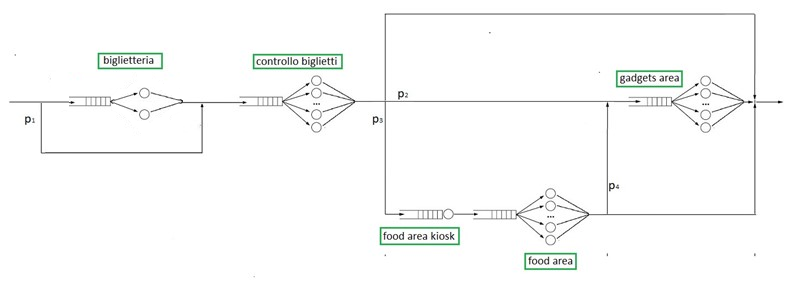 biglietteria
controllo biglietti
gadgets area
p1
p2
p3
...
...
...
p4
food area kiosk
food area